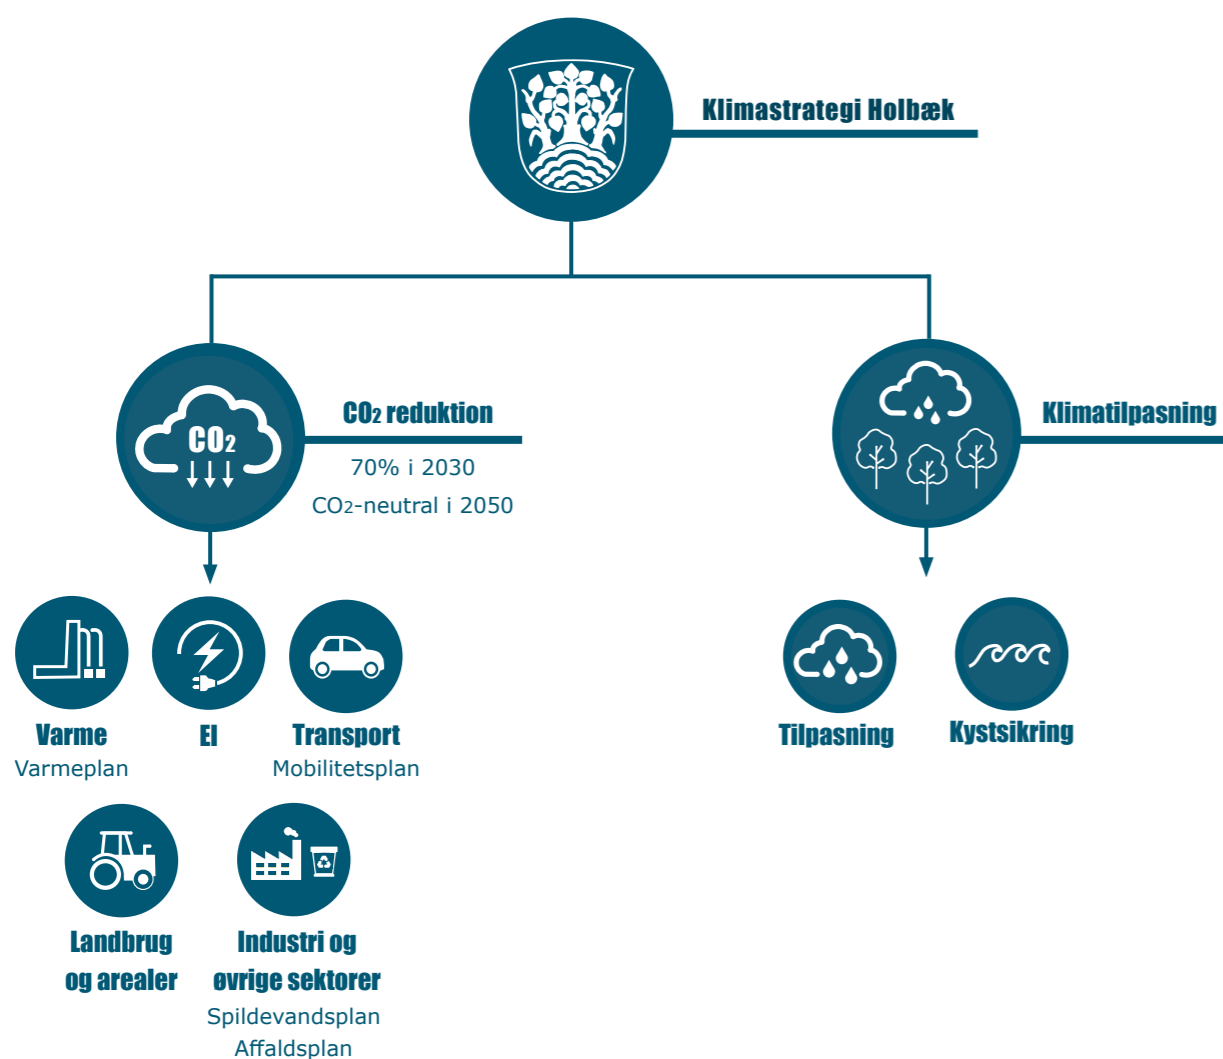 Klimastrategi Holbæk
CO2 reduktion
70% i 2030
CO2-neutral i 2050
CO2
Klimatilpasning
Varme
Varmeplan
El
Transport
Mobilitetsplan
Landbrug
og arealer
Industri og
øvrige sektorer
Spildevandsplan
Affaldsplan
Tilpasning
Kystsikring